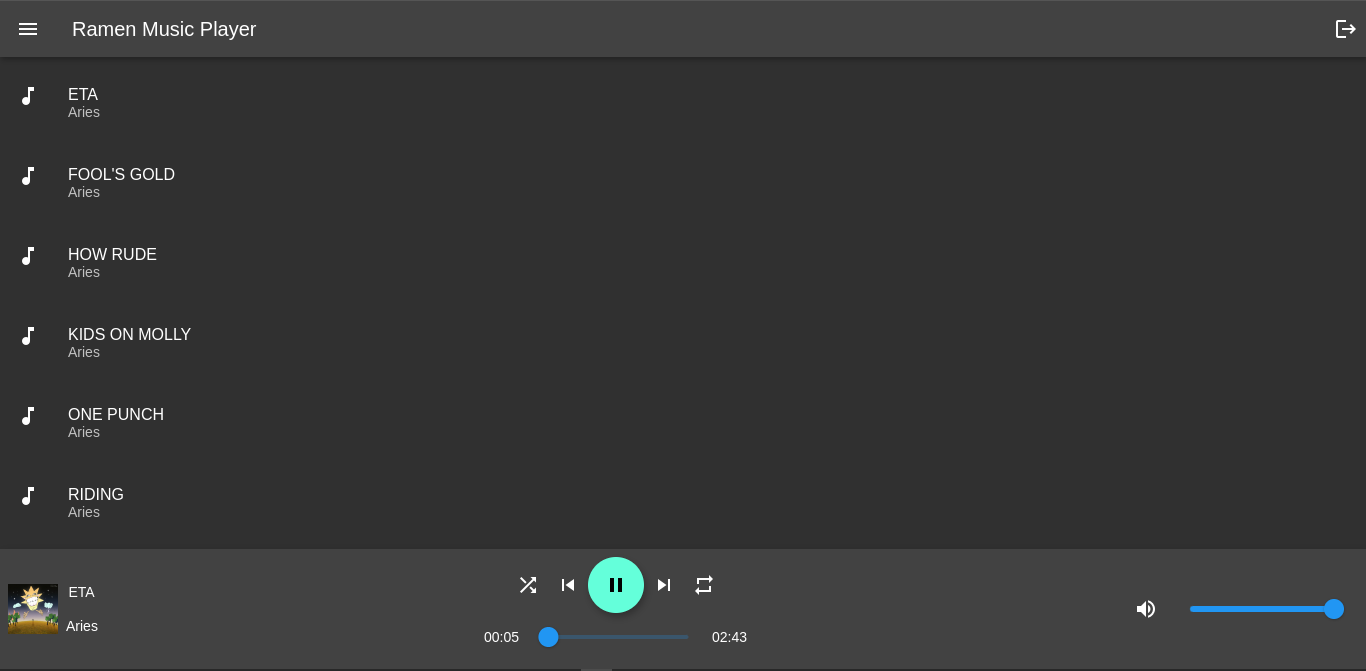 Ramen Music Player
ETA
Aries
FOOL'S GOLD
Aries
HOW RUDE
Aries
KIDS ON MOLLY
Aries
ONE PUNCH
Aries
RIDING
Aries
ETA
Aries
00:05
02:43